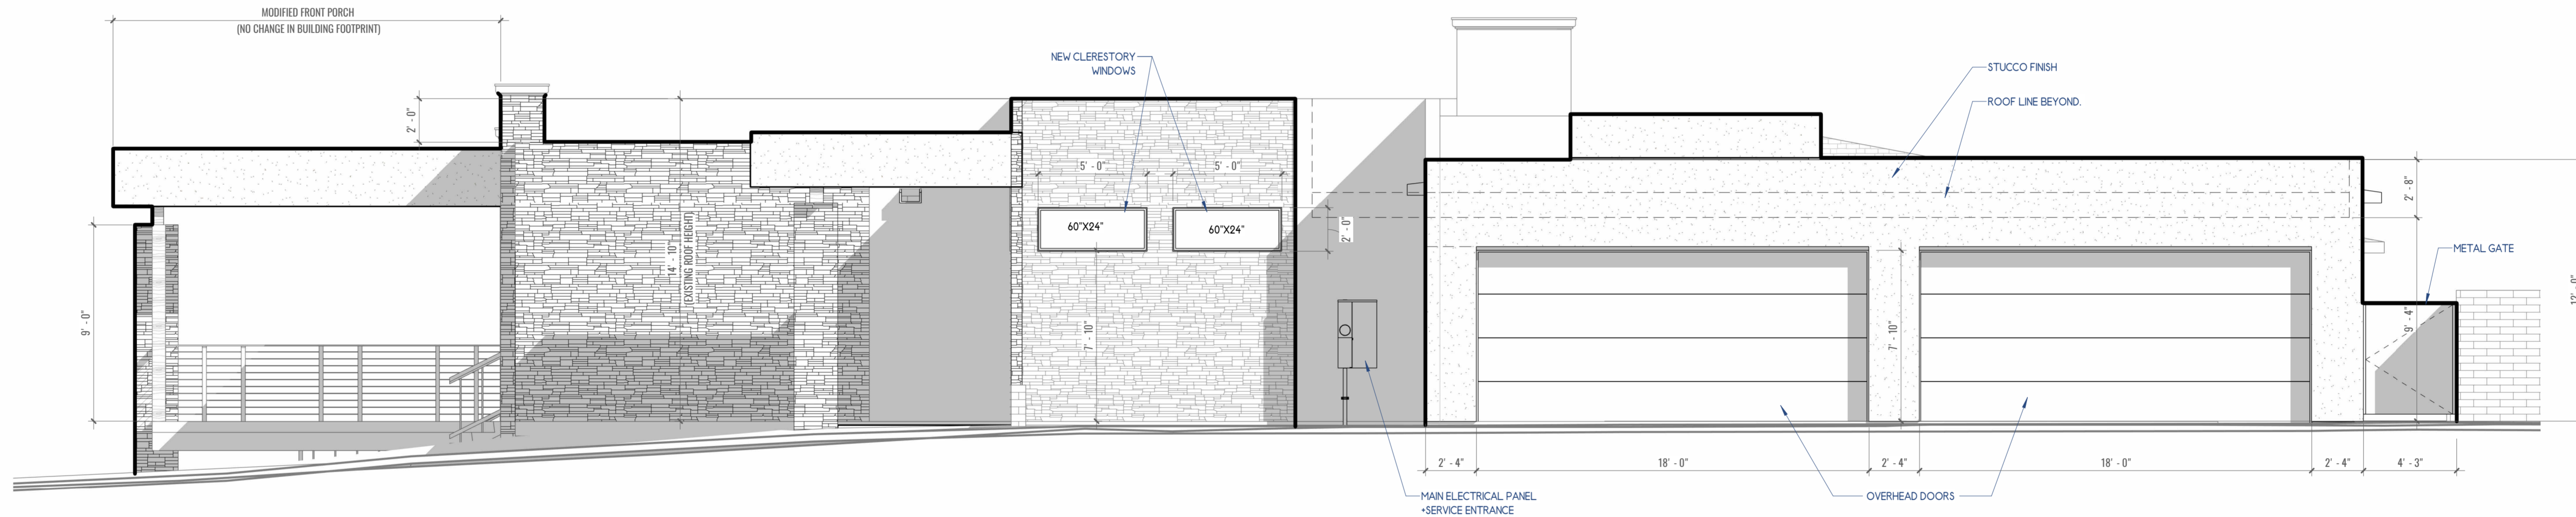 MODIFIED FRONT PORCH
(NO CHANGE IN BUILDING FOOTPRINT)
2' - 0"
9' - 0"
14' - 10"
(EXISTING ROOF HEIGHT)
NEW CLERESTORY
WINDOWS
5' - 0"
5' - 0"
60"X24"
60"X24"
2' - 0"
7' - 10"
STUCCO FINISH
ROOF LINE BEYOND.
2' - 8"
METAL GATE
9' - 4"
7' - 10"
2' - 4"
18' - 0"
2' - 4"
18' - 0"
2' - 4"
4' - 3"
MAIN ELECTRICAL PANEL
+SERVICE ENTRANCE
OVERHEAD DOORS